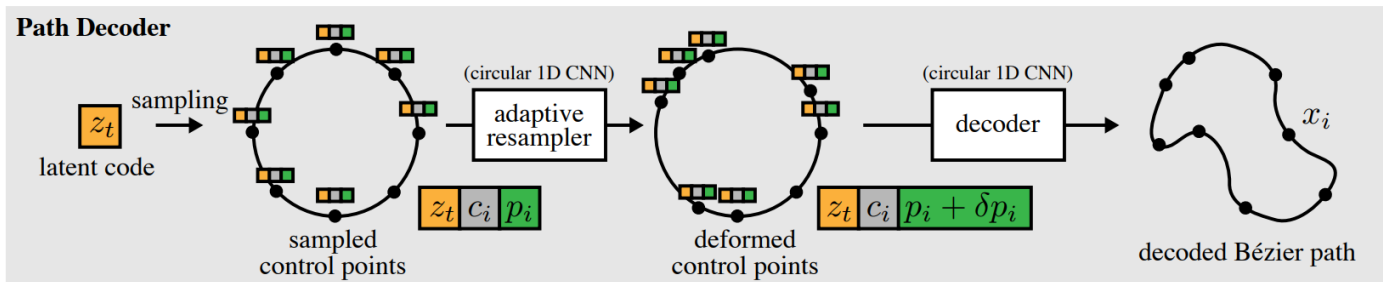 Path Decoder
sampling
z_t
latent code
sampled
control points
(circular 1D CNN)
adaptive
resampler
z_t c_i p_i
deformed
control points
(circular 1D CNN)
decoder
z_t c_i p_i + δp_i
x_i
decoded Bézier path